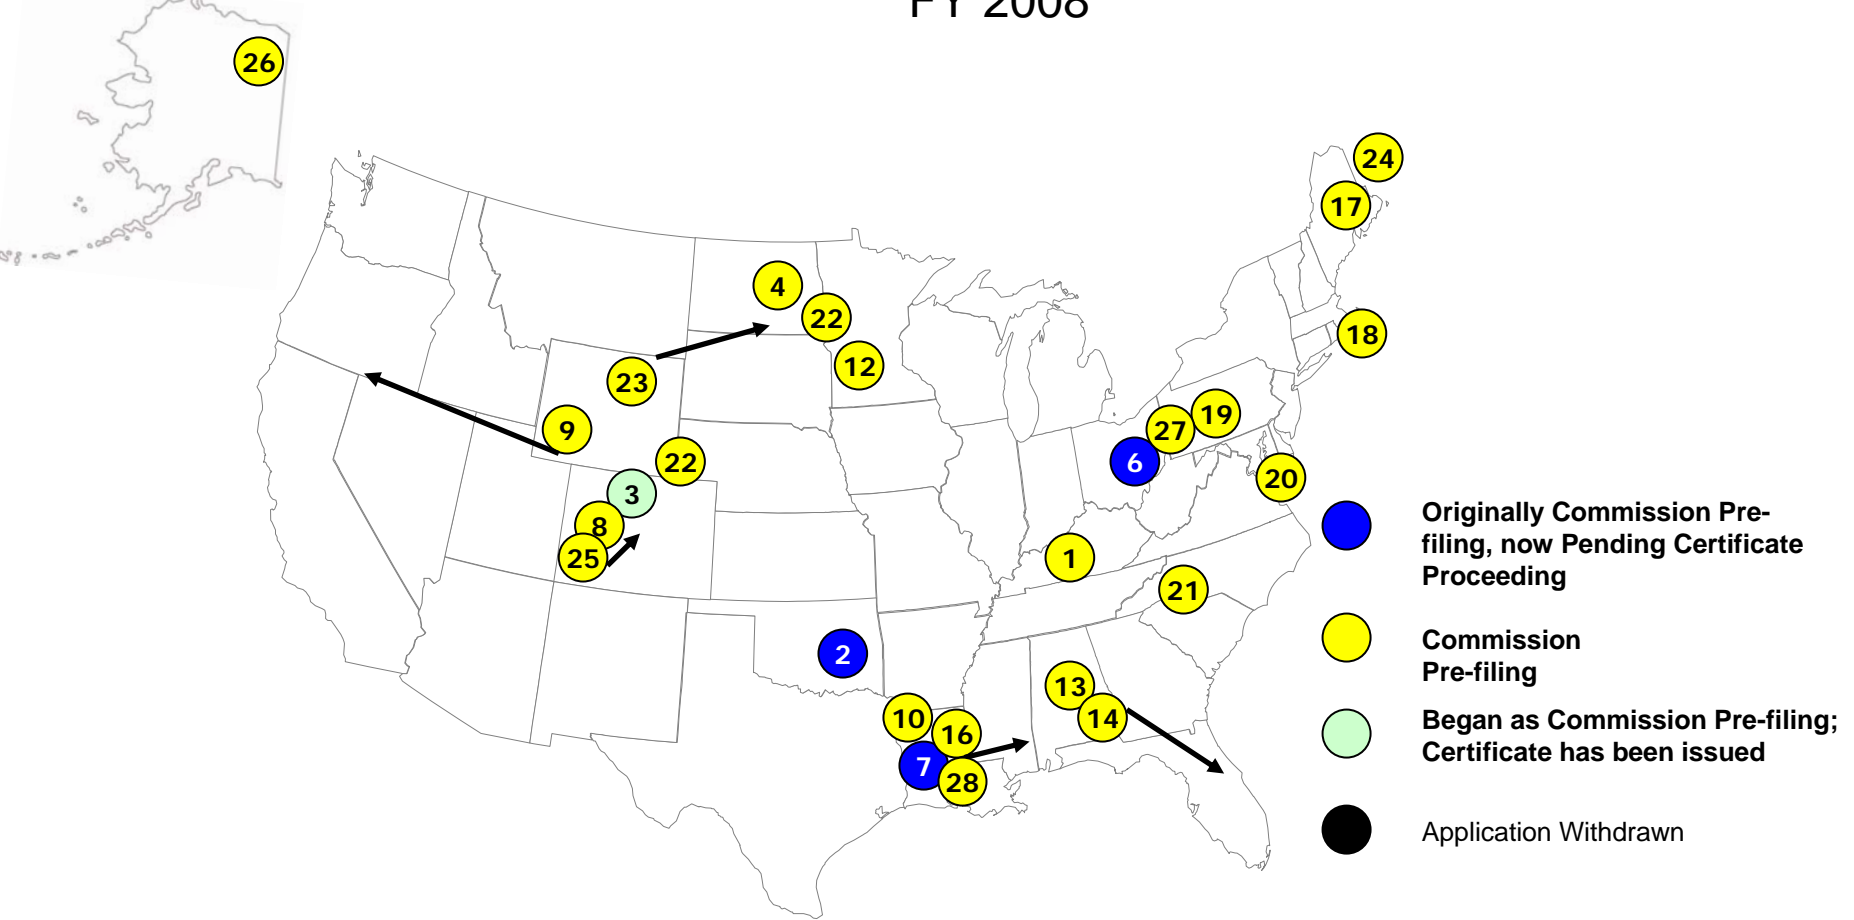 FY 2008
26
24
17
4
22
18
12
23
19
9
27
22
6
20
3
8
25
1
21
2
13
10
14
16
7
28
Originally Commission Pre-
filing, now Pending Certificate
Proceeding
Commission
Pre-filing
Began as Commission Pre-filing;
Certificate has been issued
Application Withdrawn